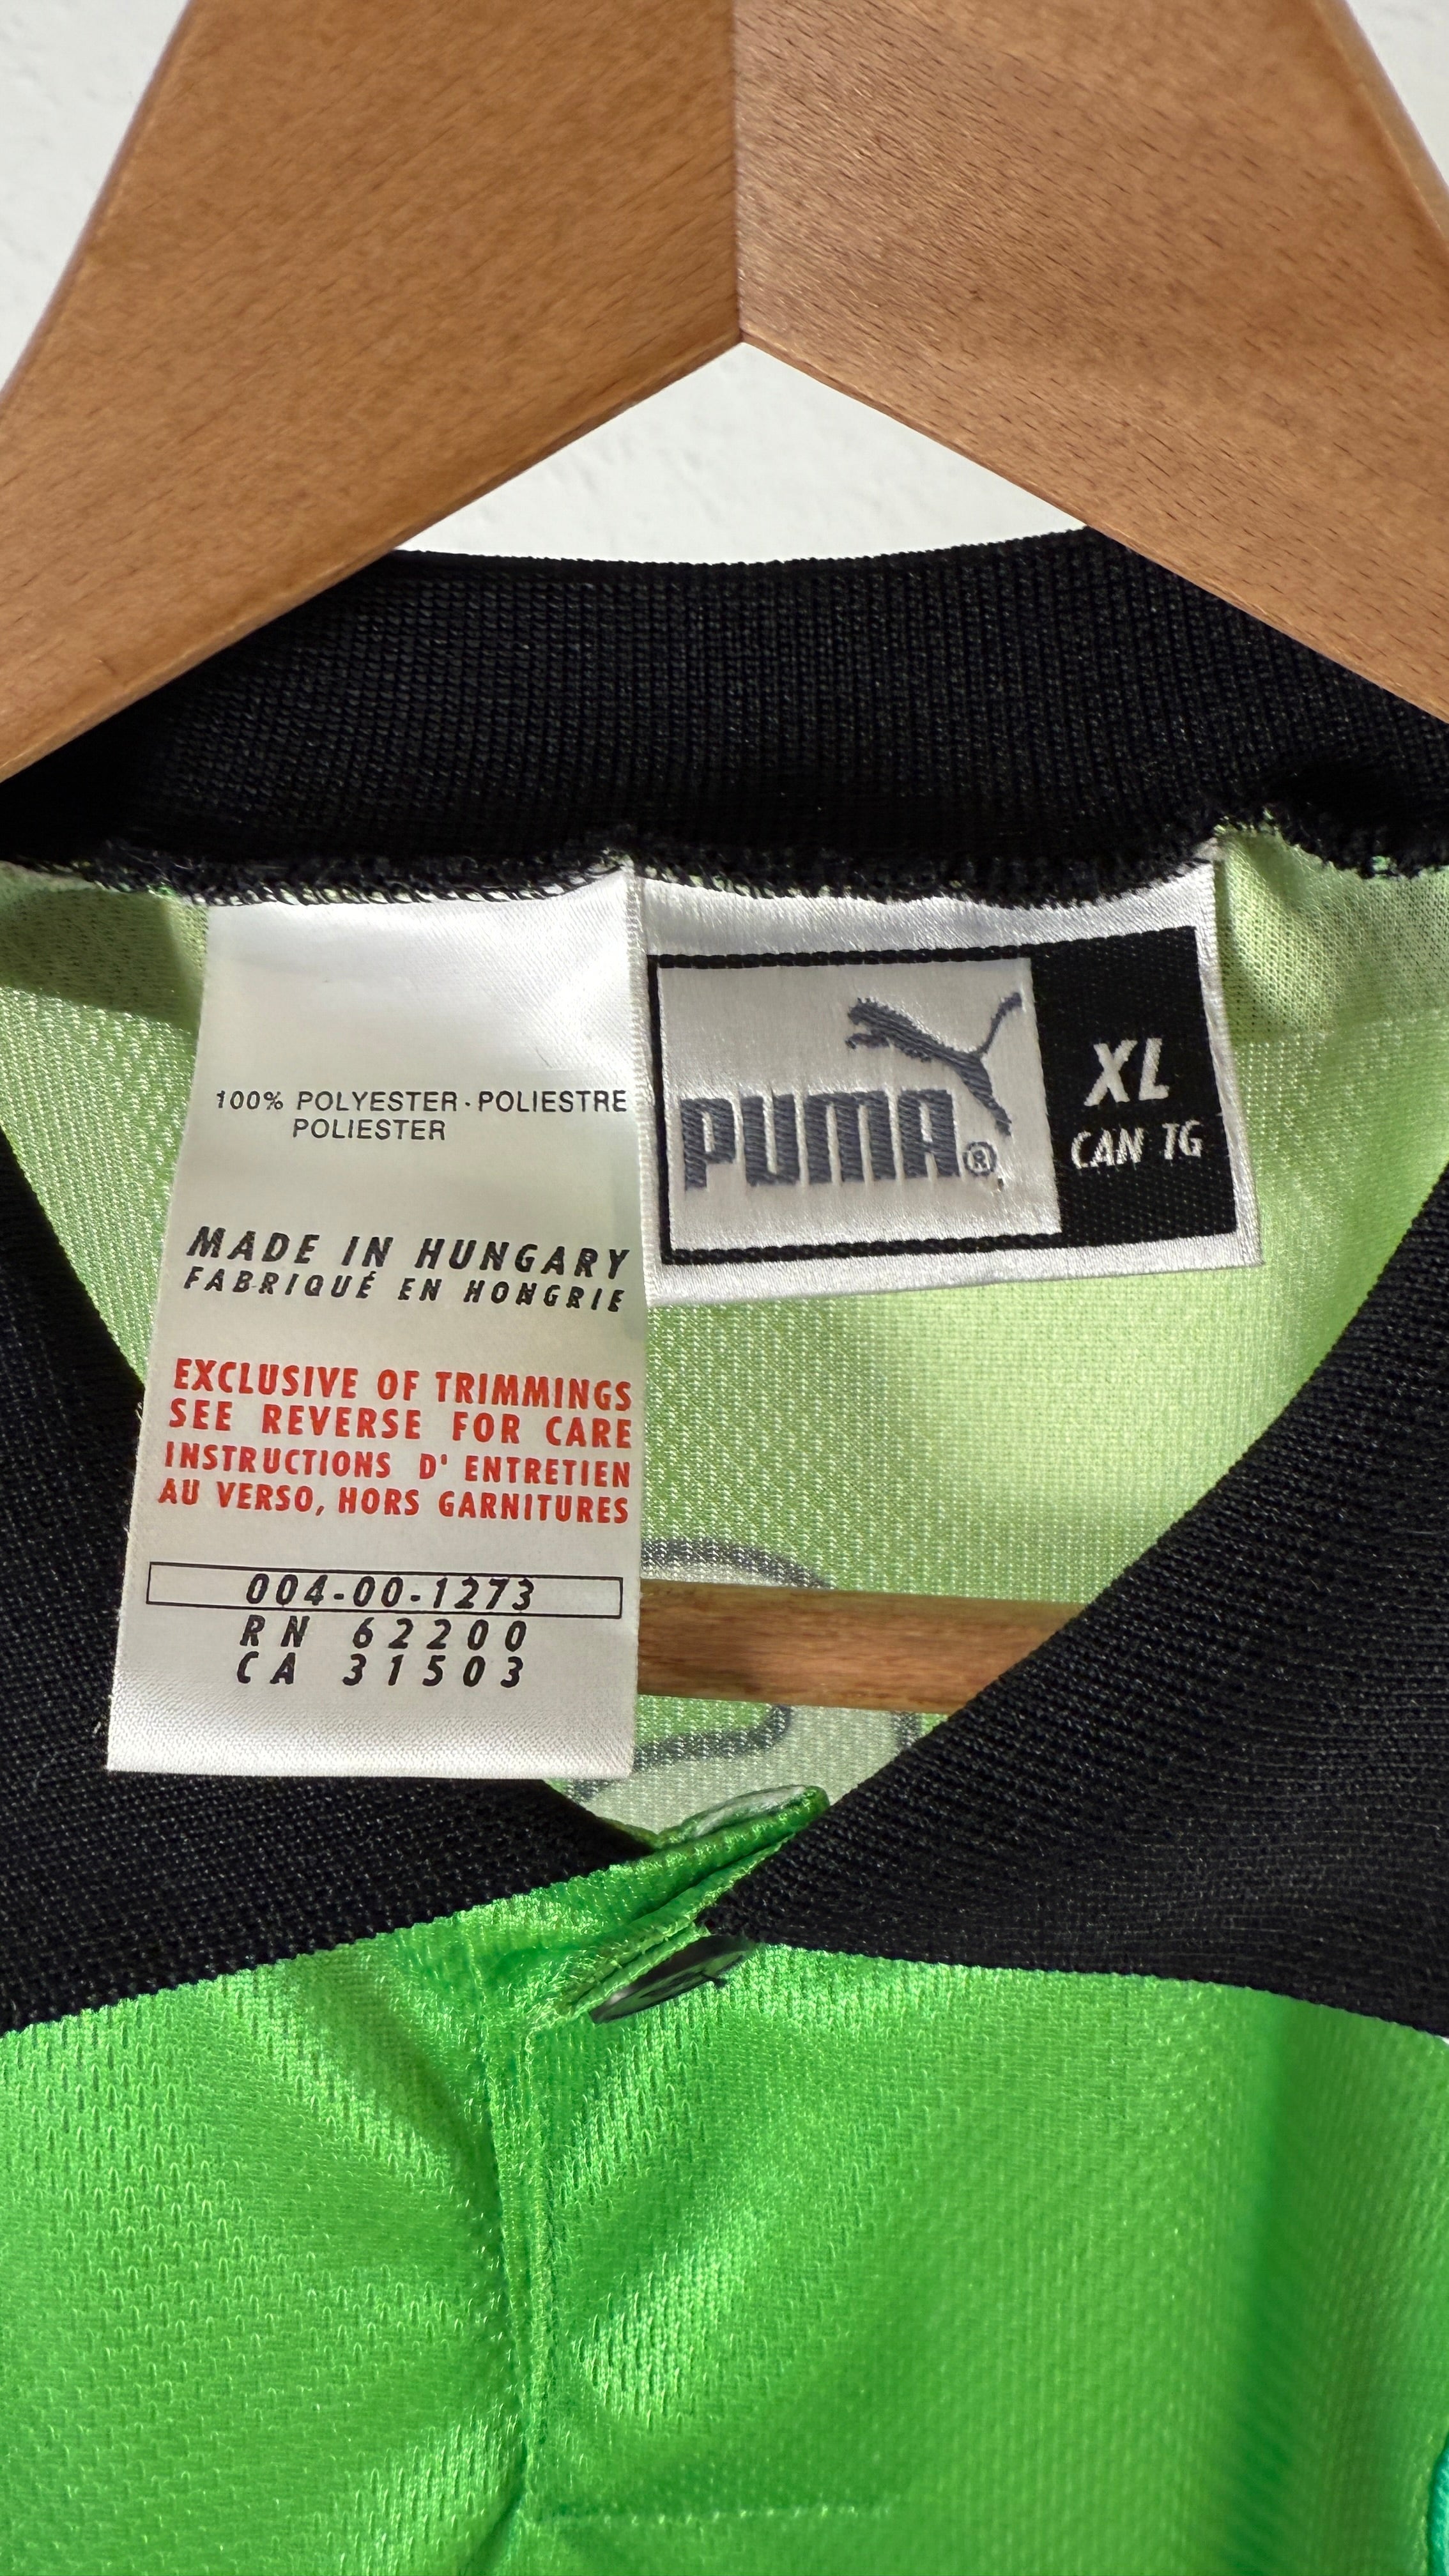 100% POLYESTER · POLIESTRE
POLIESTER
MADE IN HUNGARY
FABRIQUÉ EN HONGRIE
EXCLUSIVE OF TRIMMINGS
SEE REVERSE FOR CARE
INSTRUCTIONS D' ENTRETIEN
AU VERSO, HORS GARNITURES
004-00-1273
RN 62200
CA 31503
PUMA®
XL
CAN TG